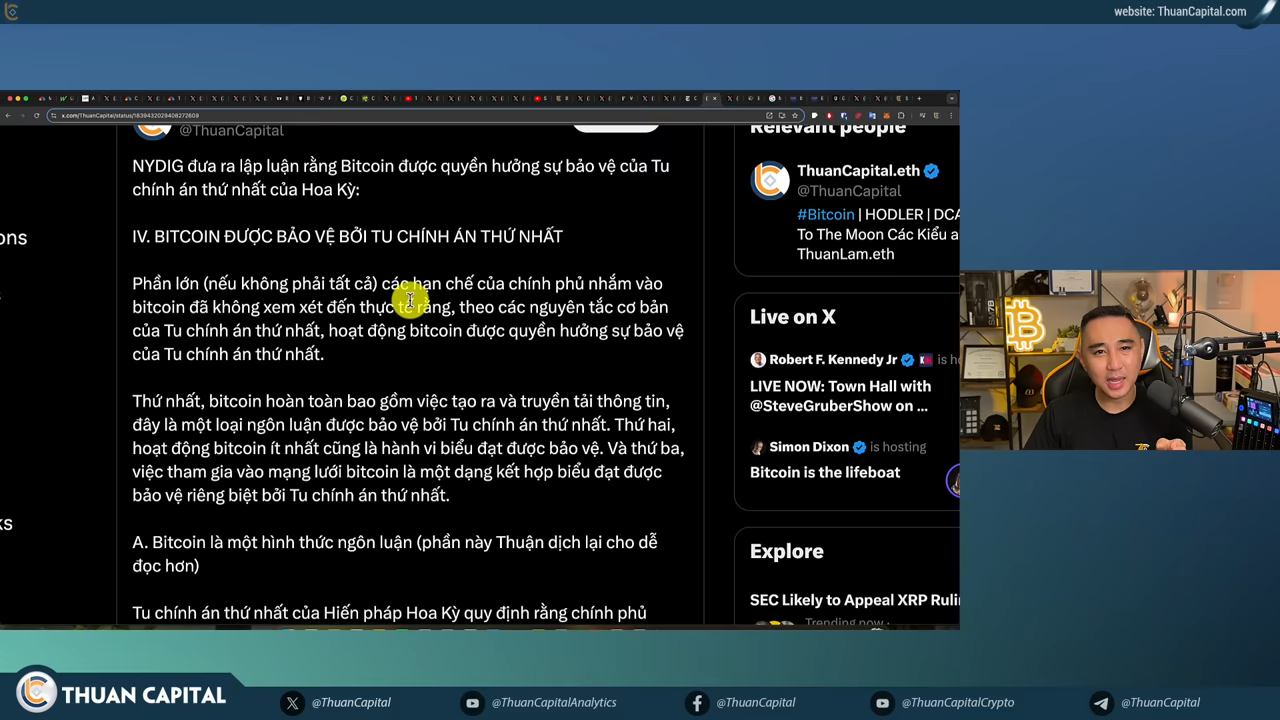 website: ThuanCapital.com
x.com/ThuanCapital/status/1839432029408272609
@ThuanCapital
NYDIG đưa ra lập luận rằng Bitcoin được quyền hưởng sự bảo vệ của Tu
chính án thứ nhất của Hoa Kỳ:
IV. BITCOIN ĐƯỢC BẢO VỆ BỞI TU CHÍNH ÁN THỨ NHẤT
Phần lớn (nếu không phải tất cả) các hạn chế của chính phủ nhắm vào
bitcoin đã không xem xét đến thực tế rằng, theo các nguyên tắc cơ bản
của Tu chính án thứ nhất, hoạt động bitcoin được quyền hưởng sự bảo vệ
của Tu chính án thứ nhất.
Thứ nhất, bitcoin hoàn toàn bao gồm việc tạo ra và truyền tải thông tin,
đây là một loại ngôn luận được bảo vệ bởi Tu chính án thứ nhất. Thứ hai,
hoạt động bitcoin ít nhất cũng là hành vi biểu đạt được bảo vệ. Và thứ ba,
việc tham gia vào mạng lưới bitcoin là một dạng kết hợp biểu đạt được
bảo vệ riêng biệt bởi Tu chính án thứ nhất.
A. Bitcoin là một hình thức ngôn luận (phần này Thuận dịch lại cho dễ
đọc hơn)
Tu chính án thứ nhất của Hiến pháp Hoa Kỳ quy định rằng chính phủ
ons
ks
Relevant people
ThuanCapital.eth
@ThuanCapital
#Bitcoin | HODLER | DCA
To The Moon Các Kiểu a
ThuanLam.eth
Live on X
Robert F. Kennedy Jr is ho
LIVE NOW: Town Hall with
@SteveGruberShow on ...
Simon Dixon is hosting
Bitcoin is the lifeboat
Explore
SEC Likely to Appeal XRP Rulin
Trending now
THUAN CAPITAL
@ThuanCapital
@ThuanCapitalAnalytics
@ThuanCapital
@ThuanCapitalCrypto
@ThuanCapital